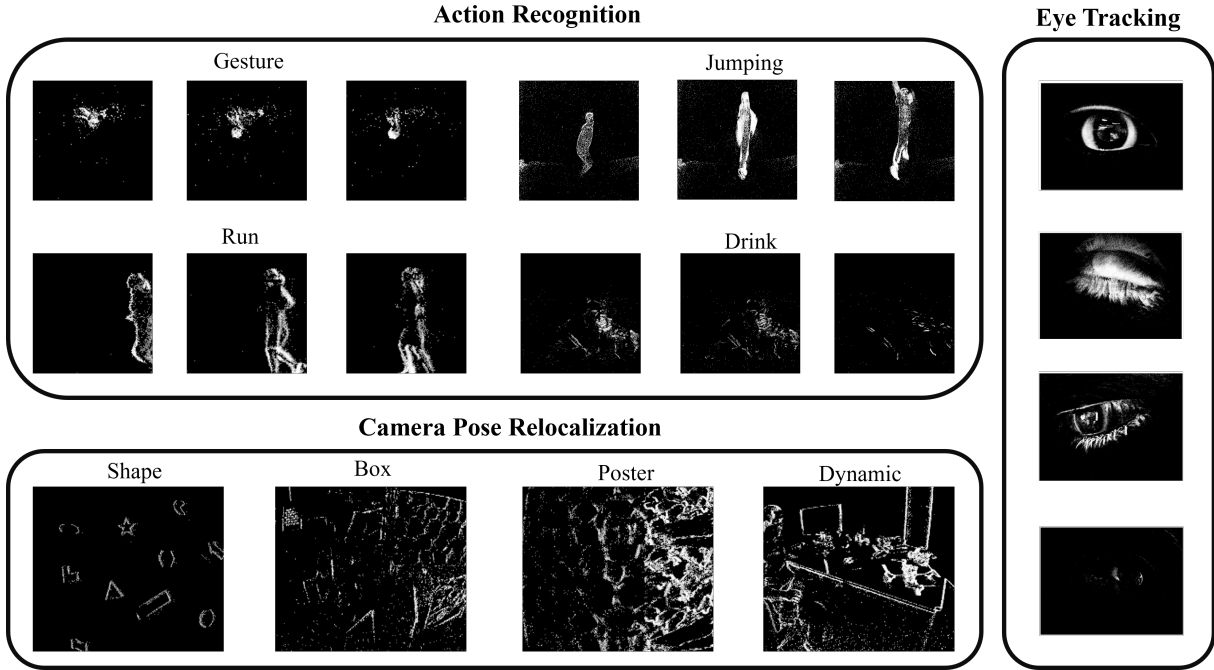 Action Recognition
Eye Tracking
Gesture
Jumping
Run
Drink
Camera Pose Relocalization
Shape
Box
Poster
Dynamic